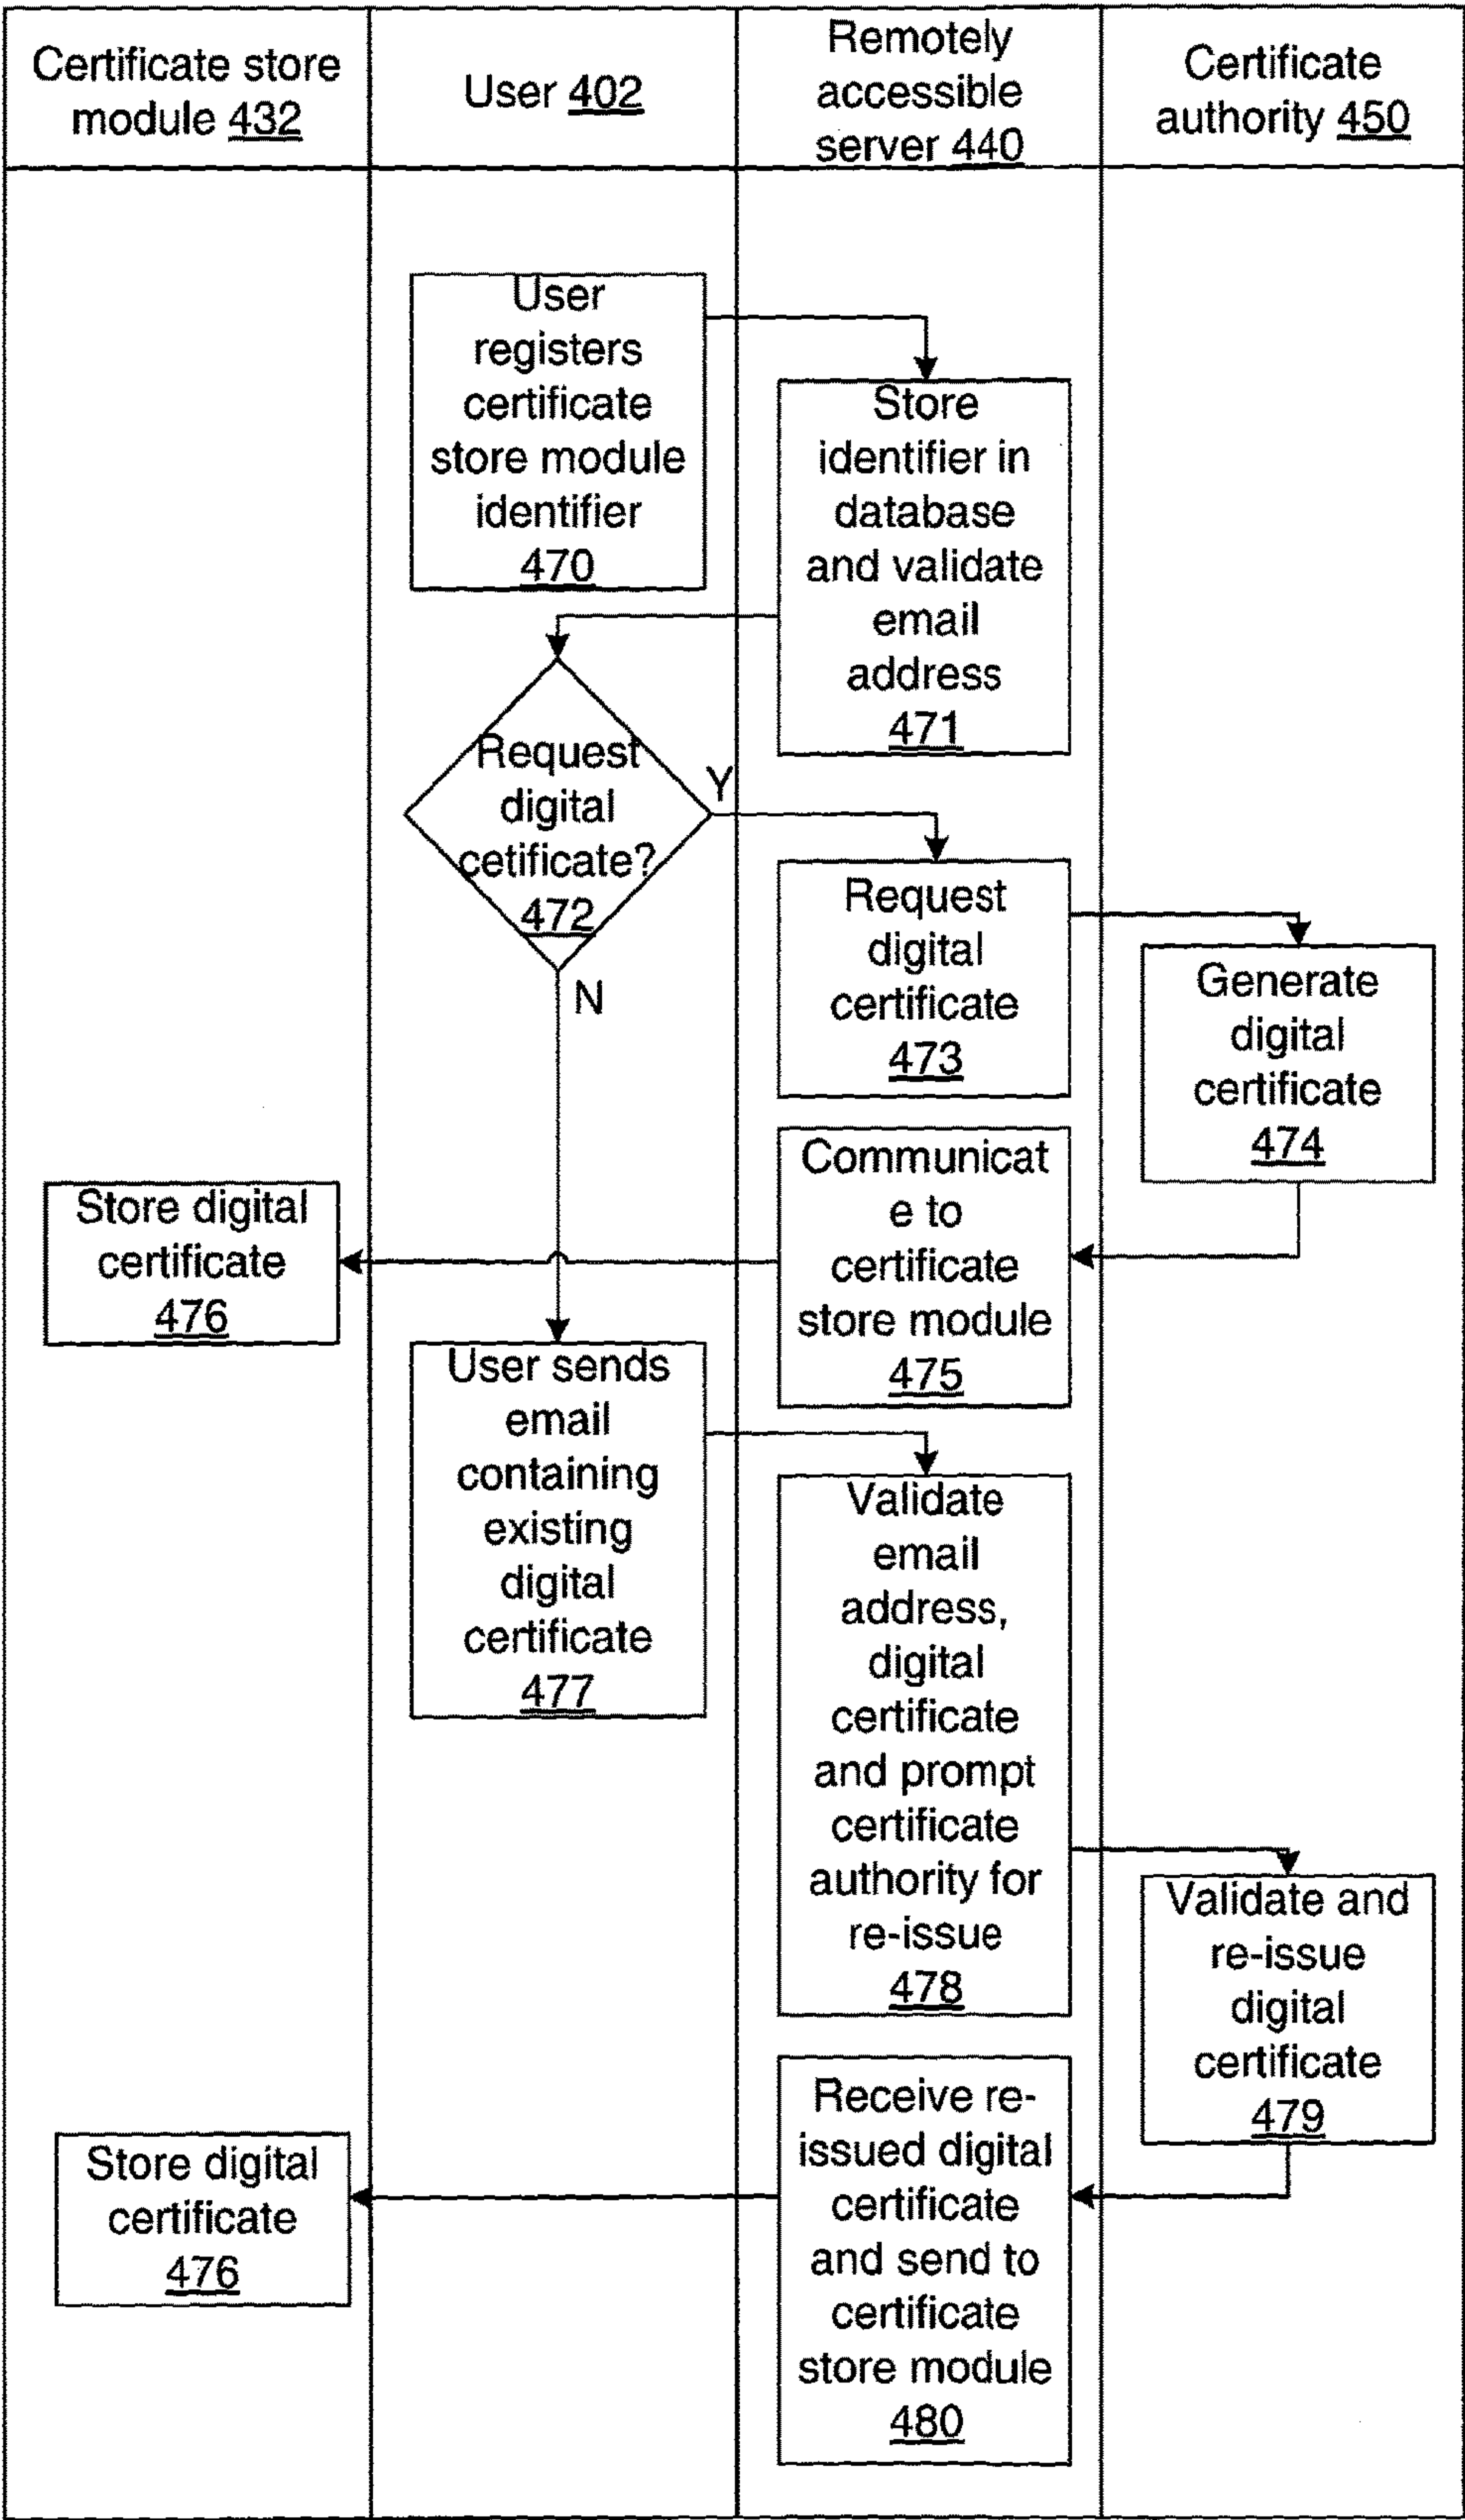 Certificate store
module 432
User 402
Remotely
accessible
server 440
Certificate
authority 450
User
registers
certificate
store module
identifier
470
Store
identifier in
database
and validate
email
address
471
Request
digital
cetificate?
472
Y
N
Request
digital
certificate
473
Generate
digital
certificate
474
Communicat
e to
certificate
store module
475
Store digital
certificate
476
User sends
email
containing
existing
digital
certificate
477
Validate
email
address,
digital
certificate
and prompt
certificate
authority for
re-issue
478
Validate and
re-issue
digital
certificate
479
Receive re-
issued digital
certificate
and send to
certificate
store module
480
Store digital
certificate
476